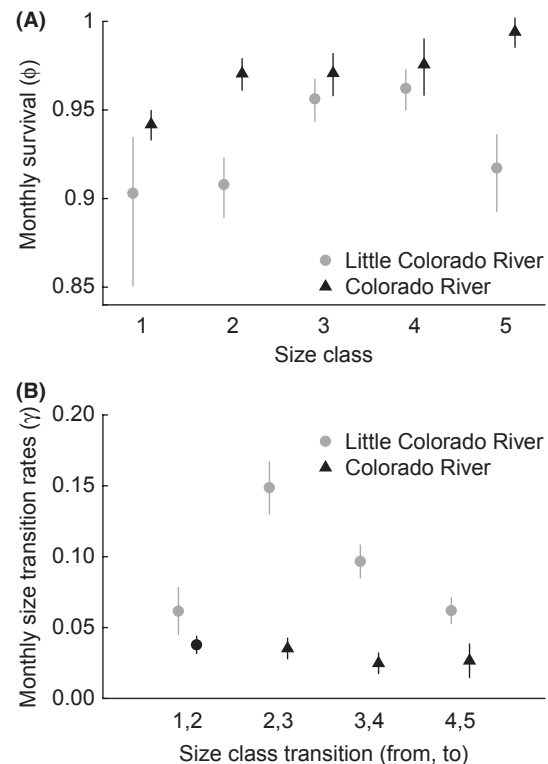 (A)
1
0.95
0.9
0.85
Monthly survival (ϕ)
Little Colorado River
Colorado River
1 2 3 4 5
Size class
(B)
0.20
0.15
0.10
0.05
0.00
Monthly size transition rates (γ)
Little Colorado River
Colorado River
1,2 2,3 3,4 4,5
Size class transition (from, to)